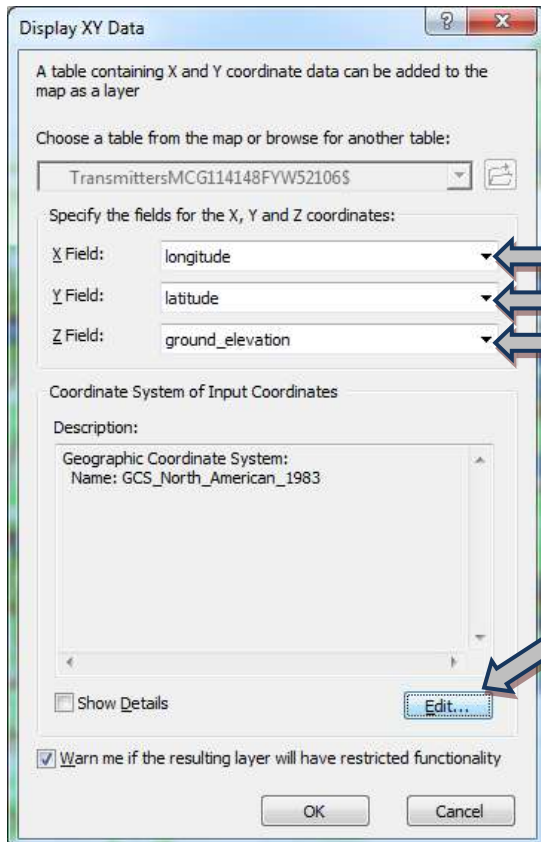 Display XY Data
A table containing X and Y coordinate data can be added to the
map as a layer
Choose a table from the map or browse for another table:
TransmittersMCG114148FYW52106$
Specify the fields for the X, Y and Z coordinates:
X Field: longitude
Y Field: latitude
Z Field: ground_elevation
Coordinate System of Input Coordinates
Description:
Geographic Coordinate System:
Name: GCS_North_American_1983
Show Details Edit...
Warn me if the resulting layer will have restricted functionality
OK Cancel